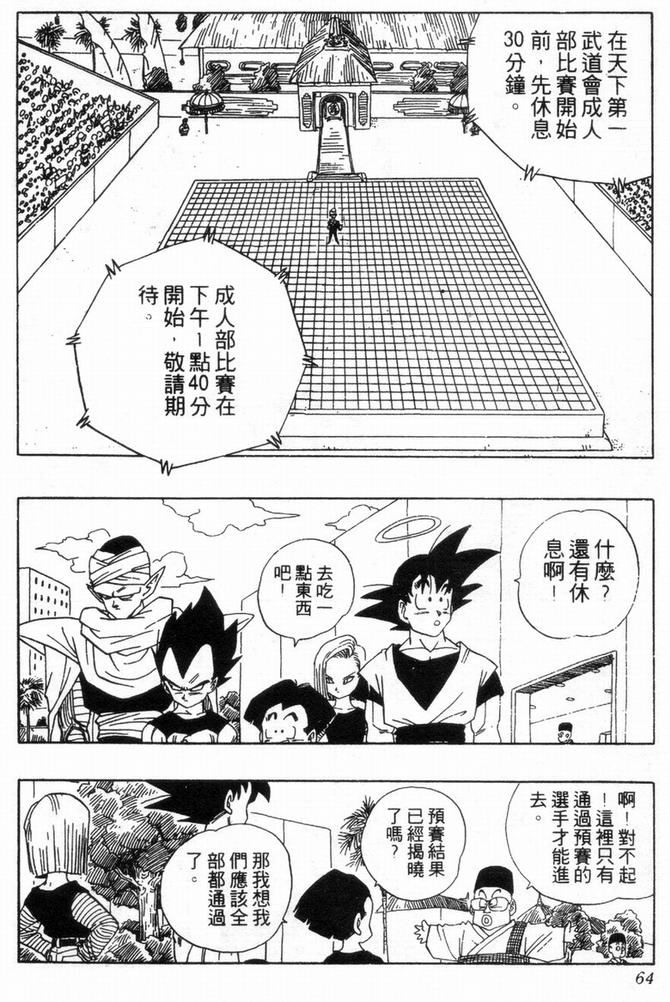 在天下第一
武道會成人
部比賽開始
前，先休息
30分鐘。
成人部比賽在
下午1點40分
開始，敬請期
待。
什麼？
還有休
息啊！
去吃一
點東西
吧！
啊！對不起
！這裡只有
通過預賽的
選手才能進
去。
預賽結果
已經揭曉
了嗎？
那我想我
們應該全
部都通過
了。
64